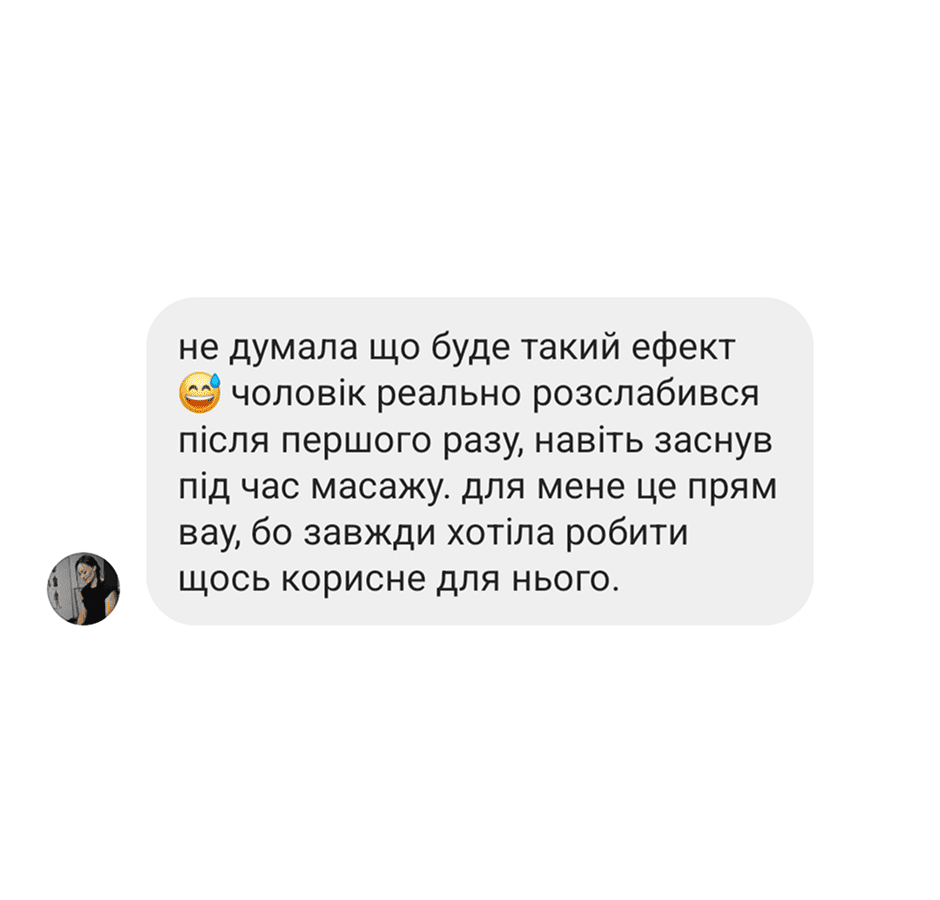 не думала що буде такий ефект
😅 чоловік реально розслабився
після першого разу, навіть заснув
під час масажу. для мене це прям
вау, бо завжди хотіла робити
щось корисне для нього.